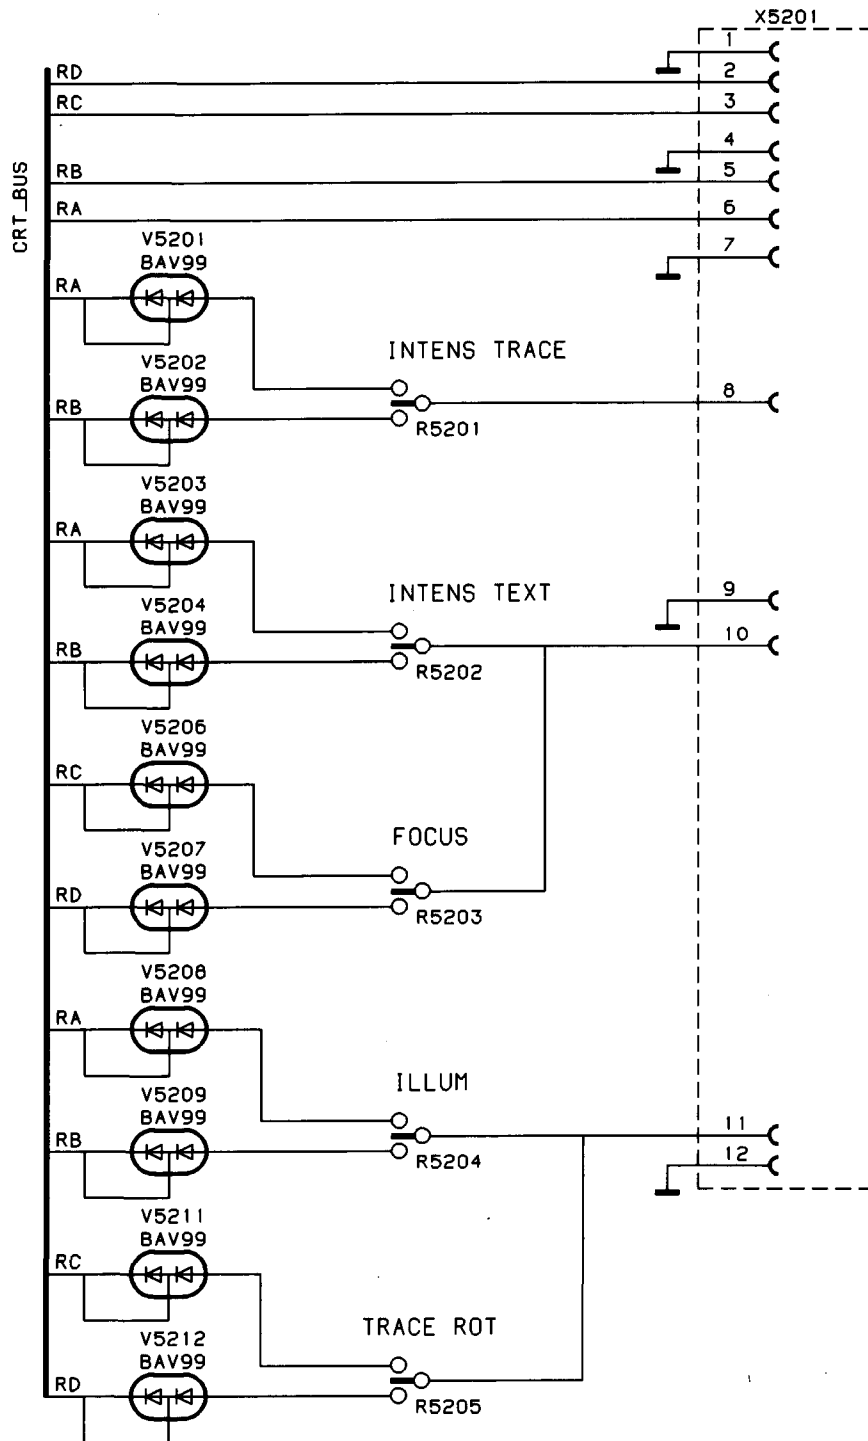 X5201
1
RD
2
RC
3
4
RB
5
RA
6
7
CRT_BUS
V5201
BAV99
RA
INTENS TRACE
V5202
BAV99
8
RB
R5201
V5203
BAV99
RA
INTENS TEXT
9
V5204
BAV99
10
RB
R5202
V5206
BAV99
RC
FOCUS
V5207
BAV99
RD
R5203
V5208
BAV99
RA
ILLUM
V5209
BAV99
11
RB
12
R5204
V5211
BAV99
RC
TRACE ROT
V5212
BAV99
RD
R5205